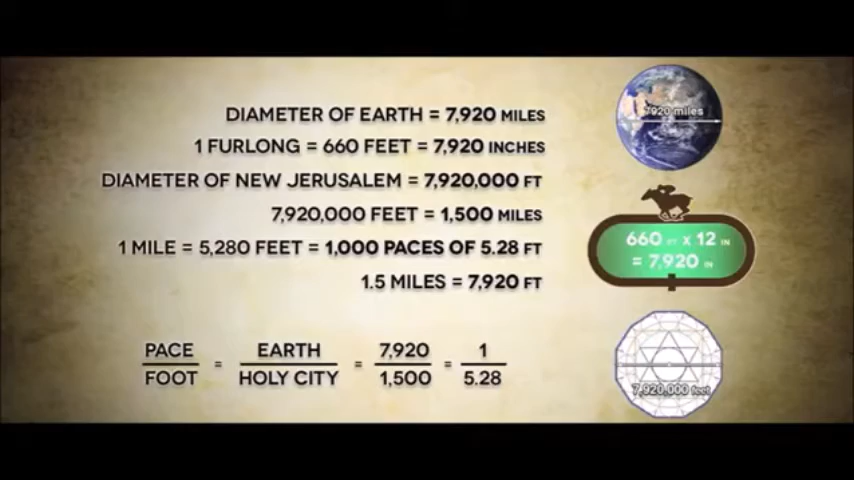 DIAMETER OF EARTH = 7,920 MILES
1 FURLONG = 660 FEET = 7,920 INCHES
DIAMETER OF NEW JERUSALEM = 7,920,000 FT
7,920,000 FEET = 1,500 MILES
1 MILE = 5,280 FEET = 1,000 PACES OF 5.28 FT
1.5 MILES = 7,920 FT
PACE EARTH 7,920 1
= = =
FOOT HOLY CITY 1,500 5.28
7920 miles
660 FT X 12 IN
= 7,920 IN
7,920,000 feet